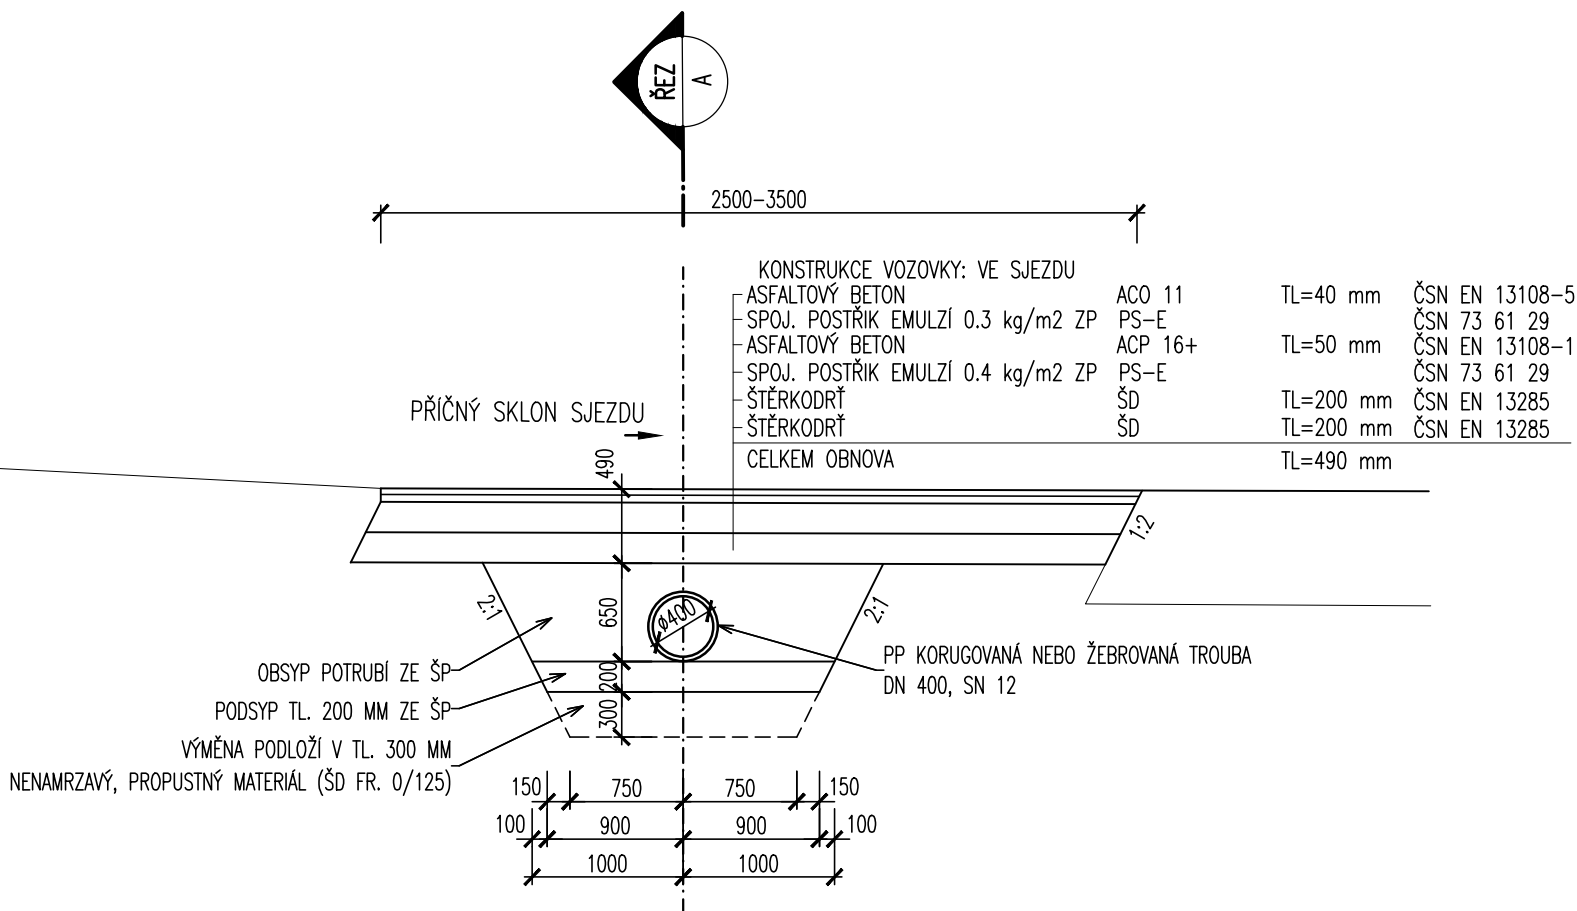 ŘEZ
A
2500-3500
KONSTRUKCE VOZOVKY: VE SJEZDU
ASFALTOVÝ BETON ACO 11 TL=40 mm ČSN EN 13108-5
SPOJ. POSTŘIK EMULZÍ 0.3 kg/m2 ZP PS-E ČSN 73 61 29
ASFALTOVÝ BETON ACP 16+ TL=50 mm ČSN EN 13108-1
SPOJ. POSTŘIK EMULZÍ 0.4 kg/m2 ZP PS-E ČSN 73 61 29
ŠTĚRKODRŤ ŠD TL=200 mm ČSN EN 13285
ŠTĚRKODRŤ ŠD TL=200 mm ČSN EN 13285
CELKEM OBNOVA TL=490 mm
PŘÍČNÝ SKLON SJEZDU
490
1:2
2:1
650
ø400
2:1
OBSYP POTRUBÍ ZE ŠP
200
PP KORUGOVANÁ NEBO ŽEBROVANÁ TROUBA
DN 400, SN 12
PODSYP TL. 200 MM ZE ŠP
300
VÝMĚNA PODLOŽÍ V TL. 300 MM
NENAMRZAVÝ, PROPUSTNÝ MATERIÁL (ŠD FR. 0/125)
150 750 750 150
100 900 900 100
1000 1000